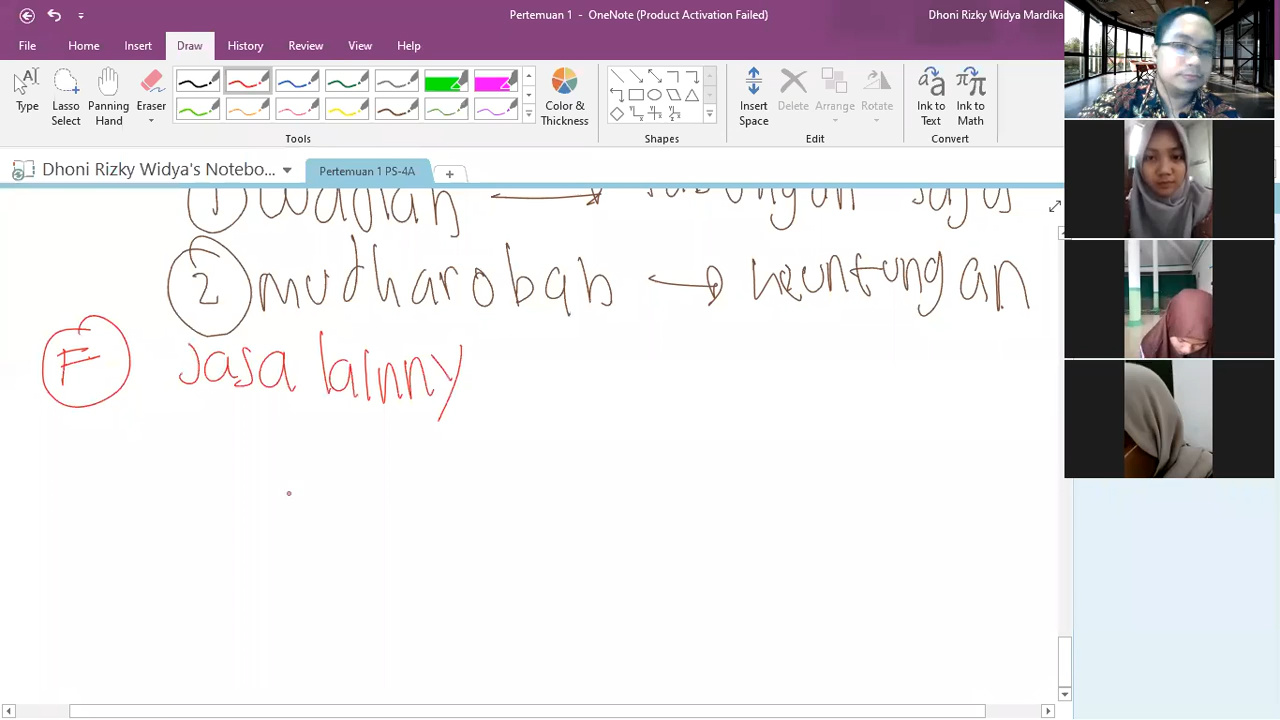 Pertemuan 1 - OneNote (Product Activation Failed)
Dhoni Rizky Widya Mardika
File Home Insert Draw History Review View Help
Type
Lasso Select
Panning Hand
Eraser
Color & Thickness
Insert Space
Delete
Arrange
Rotate
Ink to Text
Ink to Math
Tools
Shapes
Edit
Convert
Dhoni Rizky Widya's Notebo...
Pertemuan 1 PS-4A
1 wadiah
2 mudharobah → keuntungan
F Jasa lainny